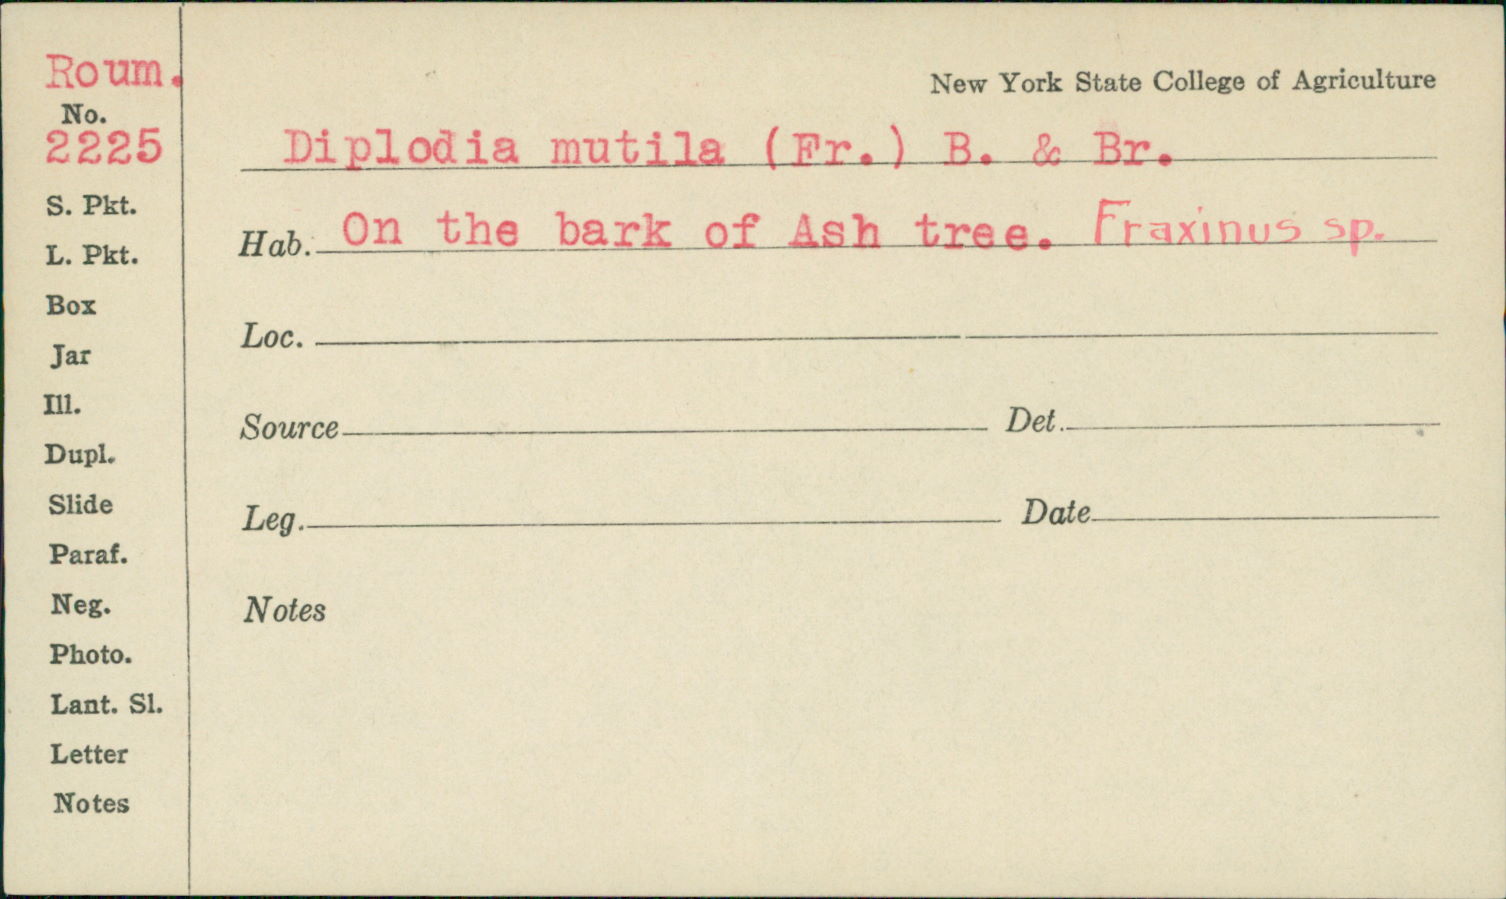 Roum.
No.
2225
S. Pkt.
L. Pkt.
Box
Jar
Ill.
Dupl.
Slide
Paraf.
Neg.
Photo.
Lant. Sl.
Letter
Notes
New York State College of Agriculture
Diplodia mutila (Fr.) B. & Br.
Hab. On the bark of Ash tree. Fraxinus sp.
Loc.
Source Det.
Leg. Date
Notes